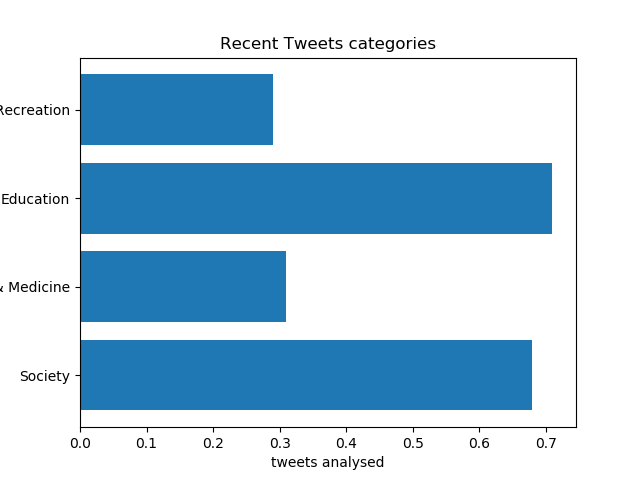 Recent Tweets categories
Recreation
Education
& Medicine
Society
0.0 0.1 0.2 0.3 0.4 0.5 0.6 0.7
tweets analysed